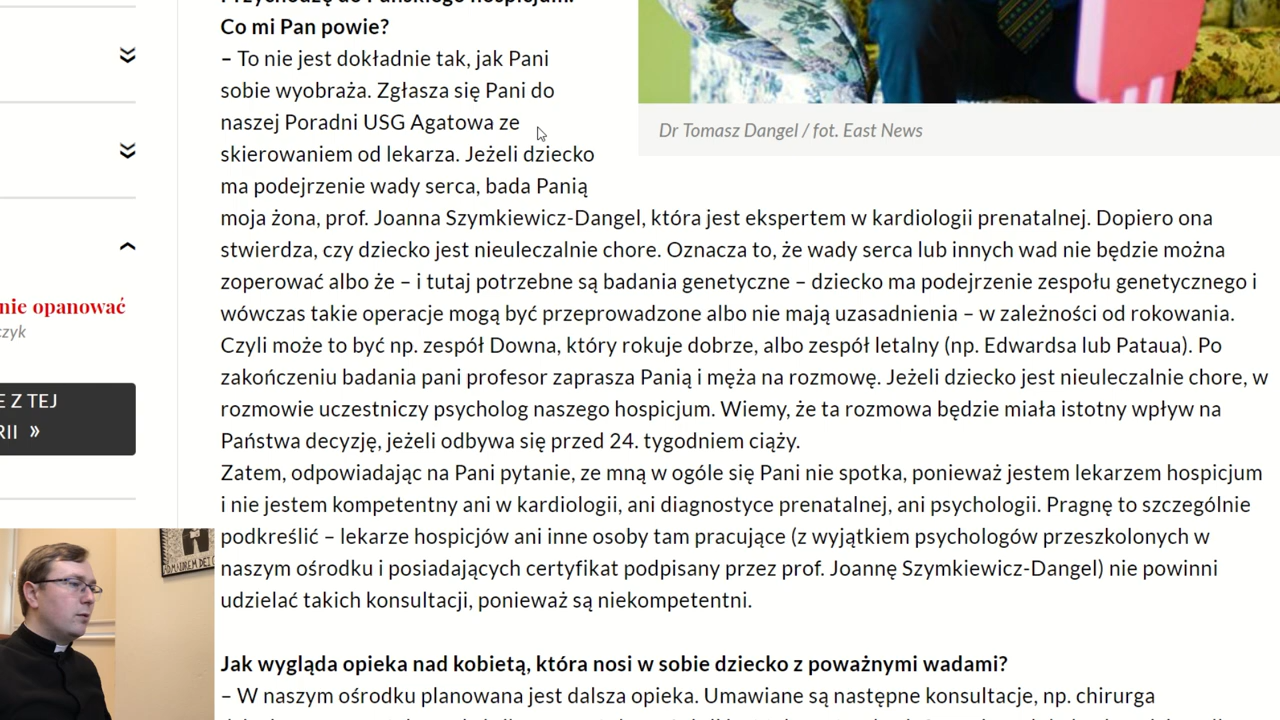 Co mi Pan powie?
– To nie jest dokładnie tak, jak Pani
sobie wyobraża. Zgłasza się Pani do
naszej Poradni USG Agatowa ze
skierowaniem od lekarza. Jeżeli dziecko
ma podejrzenie wady serca, bada Panią
moja żona, prof. Joanna Szymkiewicz-Dangel, która jest ekspertem w kardiologii prenatalnej. Dopiero ona
stwierdza, czy dziecko jest nieuleczalnie chore. Oznacza to, że wady serca lub innych wad nie będzie można
zoperować albo że – i tutaj potrzebne są badania genetyczne – dziecko ma podejrzenie zespołu genetycznego i
wówczas takie operacje mogą być przeprowadzone albo nie mają uzasadnienia – w zależności od rokowania.
Czyli może to być np. zespół Downa, który rokuje dobrze, albo zespół letalny (np. Edwardsa lub Pataua). Po
zakończeniu badania pani profesor zaprasza Panią i męża na rozmowę. Jeżeli dziecko jest nieuleczalnie chore, w
rozmowie uczestniczy psycholog naszego hospicjum. Wiemy, że ta rozmowa będzie miała istotny wpływ na
Państwa decyzję, jeżeli odbywa się przed 24. tygodniem ciąży.
Zatem, odpowiadając na Pani pytanie, ze mną w ogóle się Pani nie spotka, ponieważ jestem lekarzem hospicjum
i nie jestem kompetentny ani w kardiologii, ani diagnostyce prenatalnej, ani psychologii. Pragnę to szczególnie
podkreślić – lekarze hospicjów ani inne osoby tam pracujące (z wyjątkiem psychologów przeszkolonych w
naszym ośrodku i posiadających certyfikat podpisany przez prof. Joannę Szymkiewicz-Dangel) nie powinni
udzielać takich konsultacji, ponieważ są niekompetentni.
Jak wygląda opieka nad kobietą, która nosi w sobie dziecko z poważnymi wadami?
– W naszym ośrodku planowana jest dalsza opieka. Umawiane są następne konsultacje, np. chirurga
Dr Tomasz Dangel / fot. East News
nie opanować
czyk
E Z TEJ
RII »